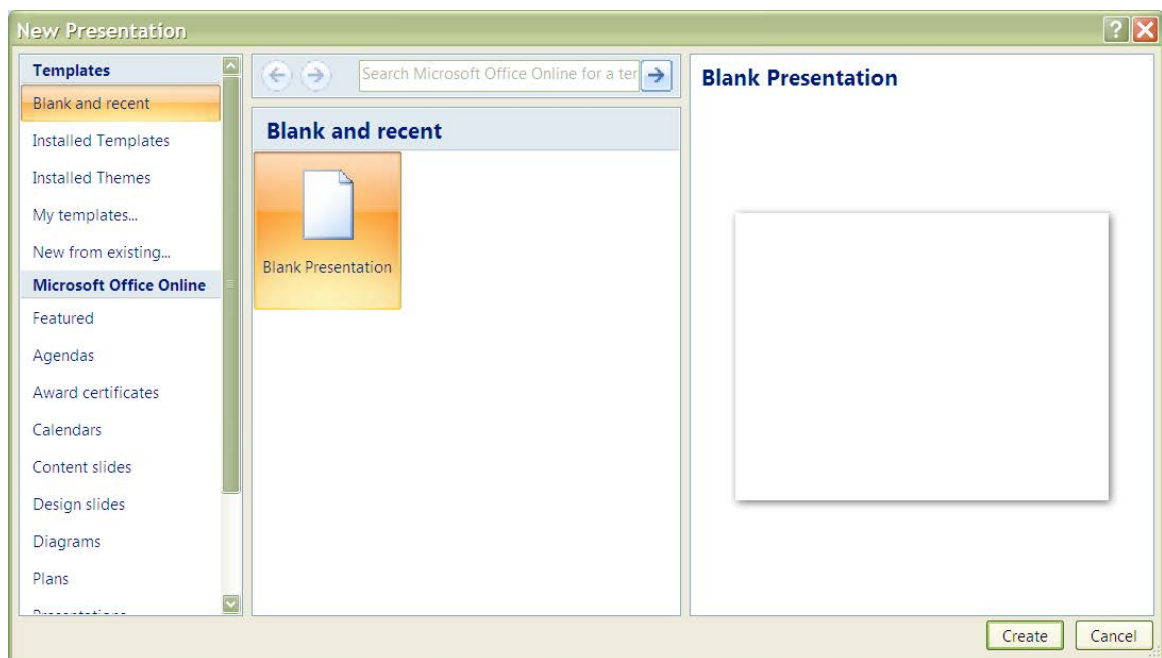 New Presentation
?
Templates
Blank and recent
Installed Templates
Installed Themes
My templates...
New from existing...
Microsoft Office Online
Featured
Agendas
Award certificates
Calendars
Content slides
Design slides
Diagrams
Plans
Search Microsoft Office Online for a ter
Blank and recent
Blank Presentation
Blank Presentation
Create
Cancel